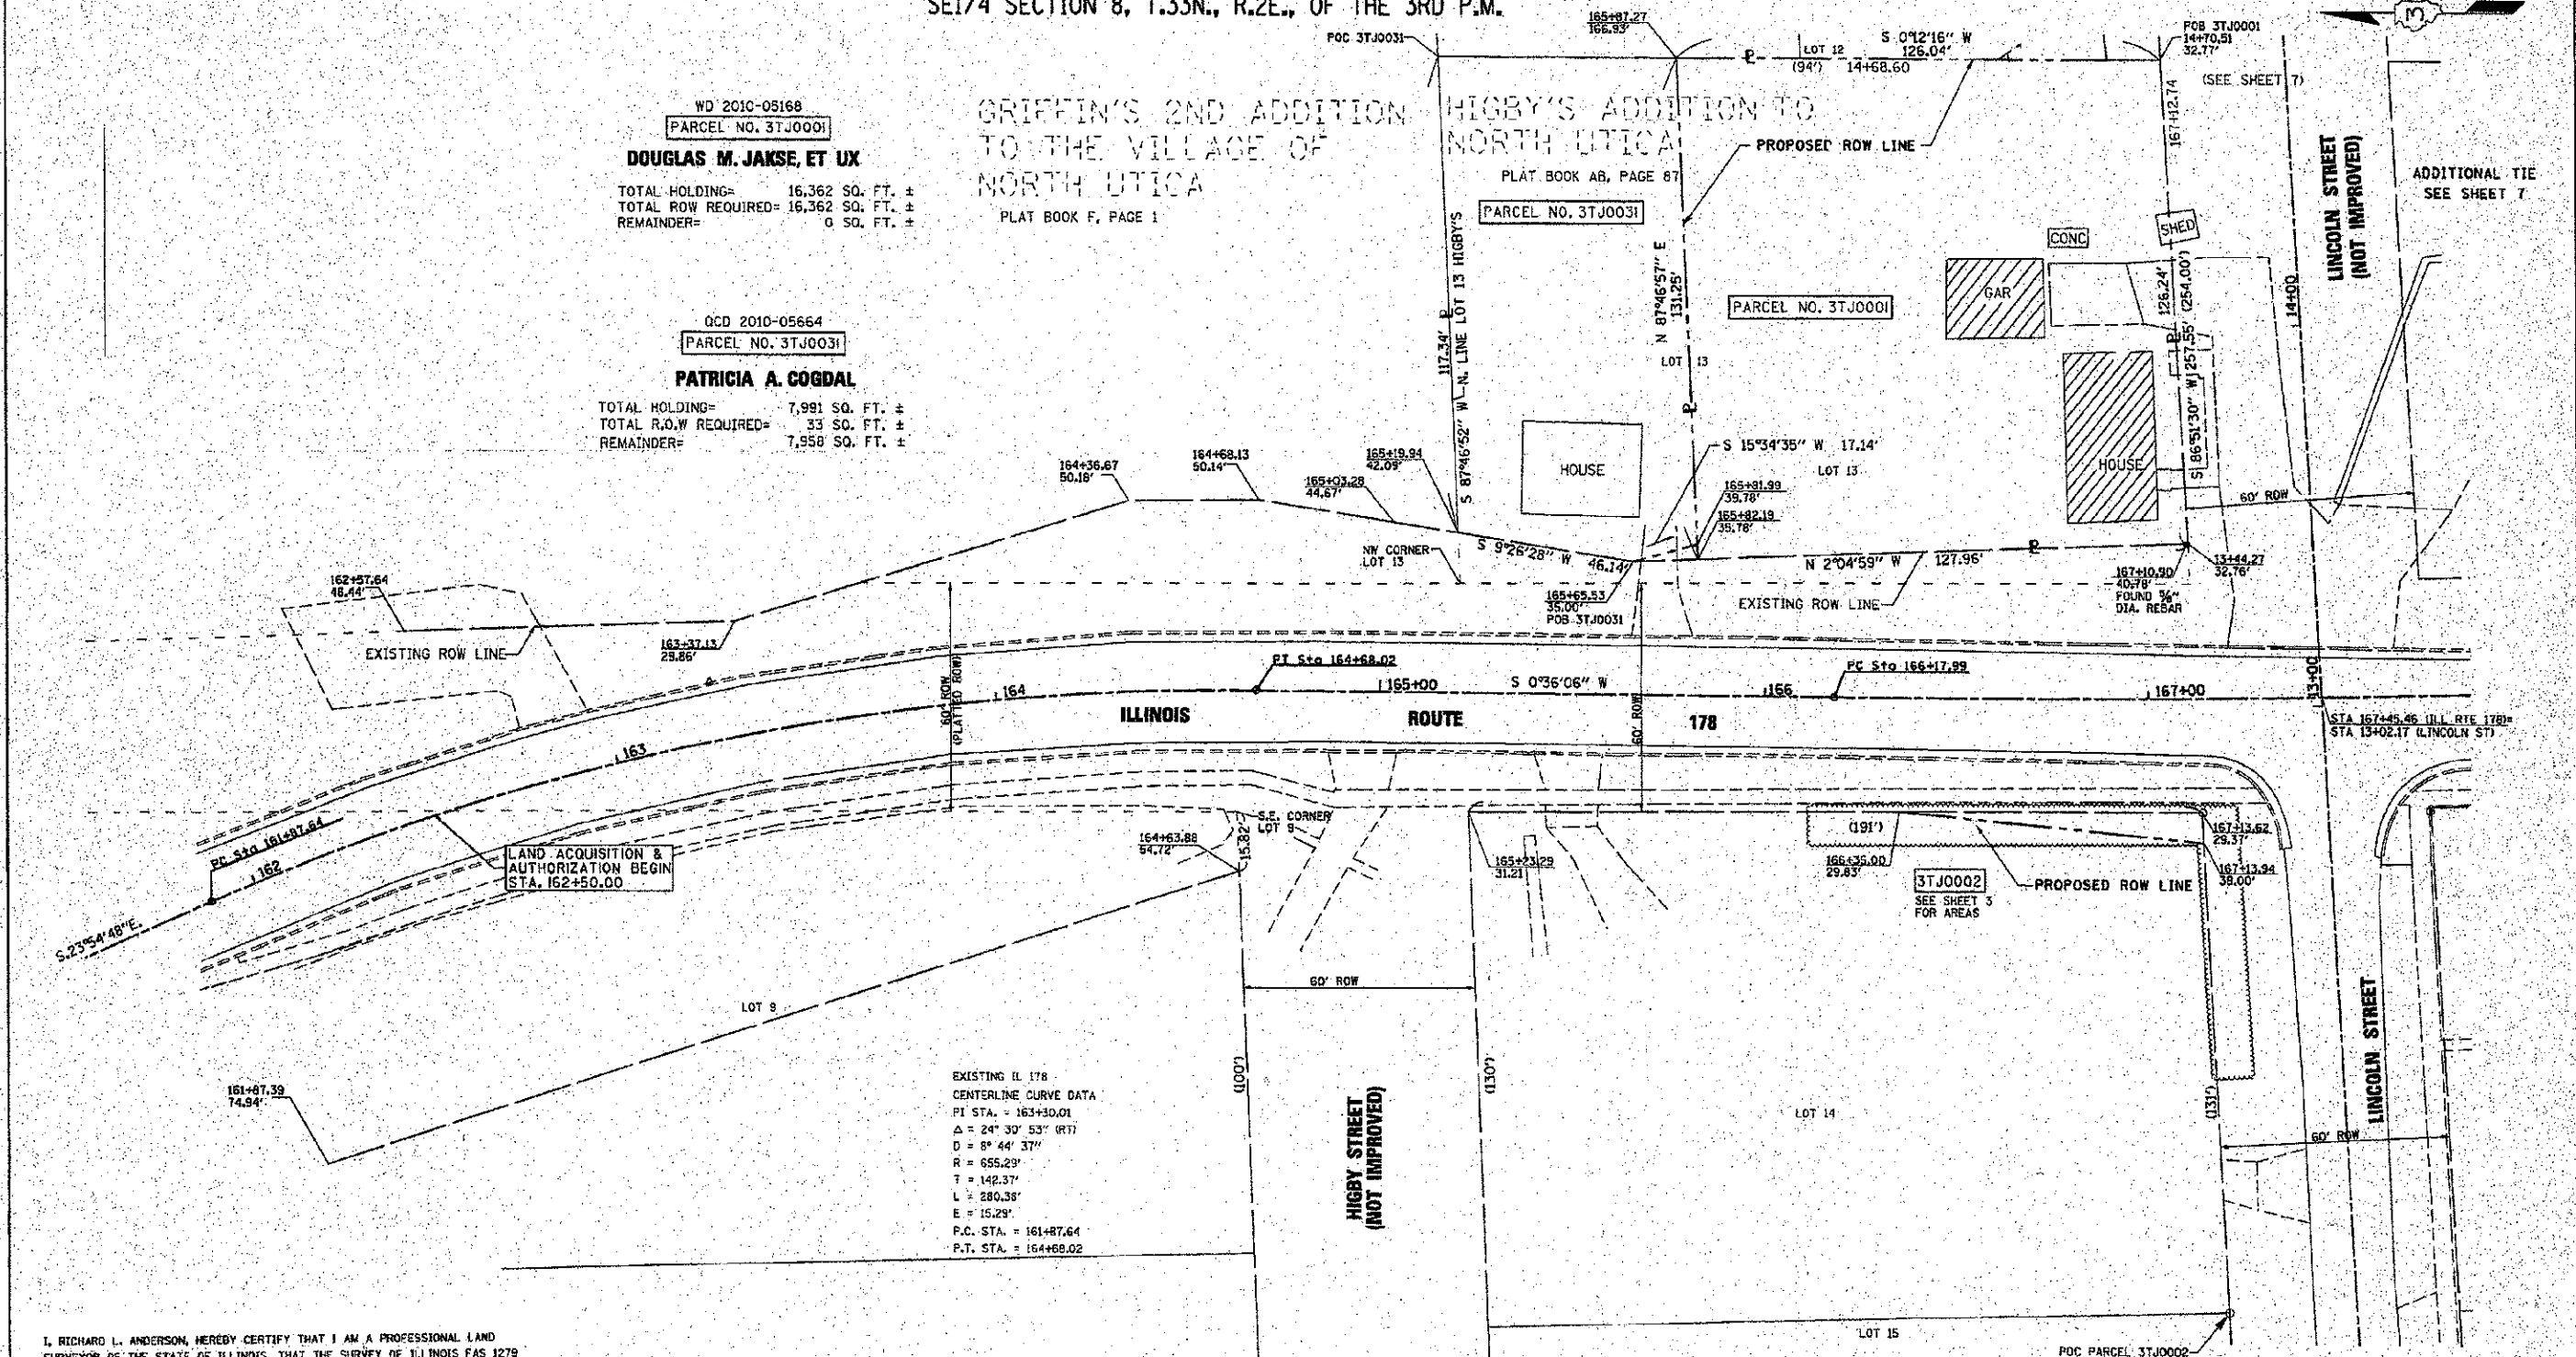 SE1/4 SECTION 8, T.33N., R.2E., OF THE 3RD P.M.
3
WD 2010-05168
PARCEL NO. 3TJ0001
DOUGLAS M. JAKSE, ET UX
TOTAL HOLDING= 16,362 SQ. FT. ±
TOTAL ROW REQUIRED= 16,362 SQ. FT. ±
REMAINDER= 0 SQ. FT. ±
QCD 2010-05664
PARCEL NO. 3TJ0031
PATRICIA A. COGDAL
TOTAL HOLDING= 7,991 SQ. FT. ±
TOTAL R.O.W REQUIRED= 33 SQ. FT. ±
REMAINDER= 7,958 SQ. FT. ±
GRIFFIN'S 2ND ADDITION
TO THE VILLAGE OF
NORTH UTICA
PLAT BOOK F, PAGE 1
HIGBY'S ADDITION TO
NORTH UTICA
PLAT BOOK AB, PAGE 87
PARCEL NO. 3TJ0031
POC 3TJ0031
165+87.27
166.93'
LOT 12
S 0°12'16" W
126.04'
(94') 14+68.60
POB 3TJ0001
14+70.51
32.77'
(SEE SHEET 7)
167+12.74
PROPOSED ROW LINE
LINCOLN STREET
(NOT IMPROVED)
ADDITIONAL TIE
SEE SHEET 7
SHED
CONC
GAR
HOUSE
PARCEL NO. 3TJ0001
LOT 13
N 87°46'57" E
131.25'
117.34'
S 87°46'52" W N. LINE LOT 13 HIGBY'S
126.24'
S 86°51'30" W 257.55' (254.00')
14+00
60' ROW
HOUSE
S 15°34'35" W 17.14'
LOT 13
165+81.99
39.78'
165+82.19
35.78'
164+36.67
50.18'
164+68.13
50.14'
165+03.28
44.67'
165+19.94
42.09'
NW CORNER
LOT 13
S 9°26'28" W 46.14'
165+65.53
35.00'
POB 3TJ0031
N 2°04'59" W 127.96'
EXISTING ROW LINE
167+10.90
40.78'
FOUND 5/8"
DIA. REBAR
13+44.27
32.76'
162+57.64
48.44'
EXISTING ROW LINE
163+37.13
29.86'
60' ROW
(PLATTED ROW)
PT Sta 164+68.02
165+00
S 0°36'06" W
60' ROW
166
PC Sta 166+17.99
167+00
13+00
164
163
162
ILLINOIS ROUTE 178
STA 167+45.46 (ILL RTE 178)=
STA 13+02.17 (LINCOLN ST)
PC Sta 161+87.64
S.23°54'48"E.
LAND ACQUISITION &
AUTHORIZATION BEGIN
STA. 162+50.00
164+63.88
54.72'
15.82'
S.E. CORNER
LOT 9
165+23.29
31.21
(191')
166+35.00
29.83'
3TJ0002
SEE SHEET 3
FOR AREAS
PROPOSED ROW LINE
167+13.62
29.37'
167+13.94
39.00'
LOT 9
60' ROW
161+87.39
74.94'
EXISTING IL 178
CENTERLINE CURVE DATA
PI STA. = 163+30.01
Δ = 24° 30' 53" (RT)
D = 8° 44' 37"
R = 655.29'
T = 142.37'
L = 280.38'
E = 15.29'
P.C. STA. = 161+87.64
P.T. STA. = 164+68.02
(100')
HIGBY STREET
(NOT IMPROVED)
(130')
LOT 14
(131')
LINCOLN STREET
60' ROW
LOT 15
POC PARCEL 3TJ0002
I, RICHARD L. ANDERSON, HEREBY CERTIFY THAT I AM A PROFESSIONAL LAND
SURVEYOR OF THE STATE OF ILLINOIS, THAT THE SURVEY OF ILLINOIS FAS 1279